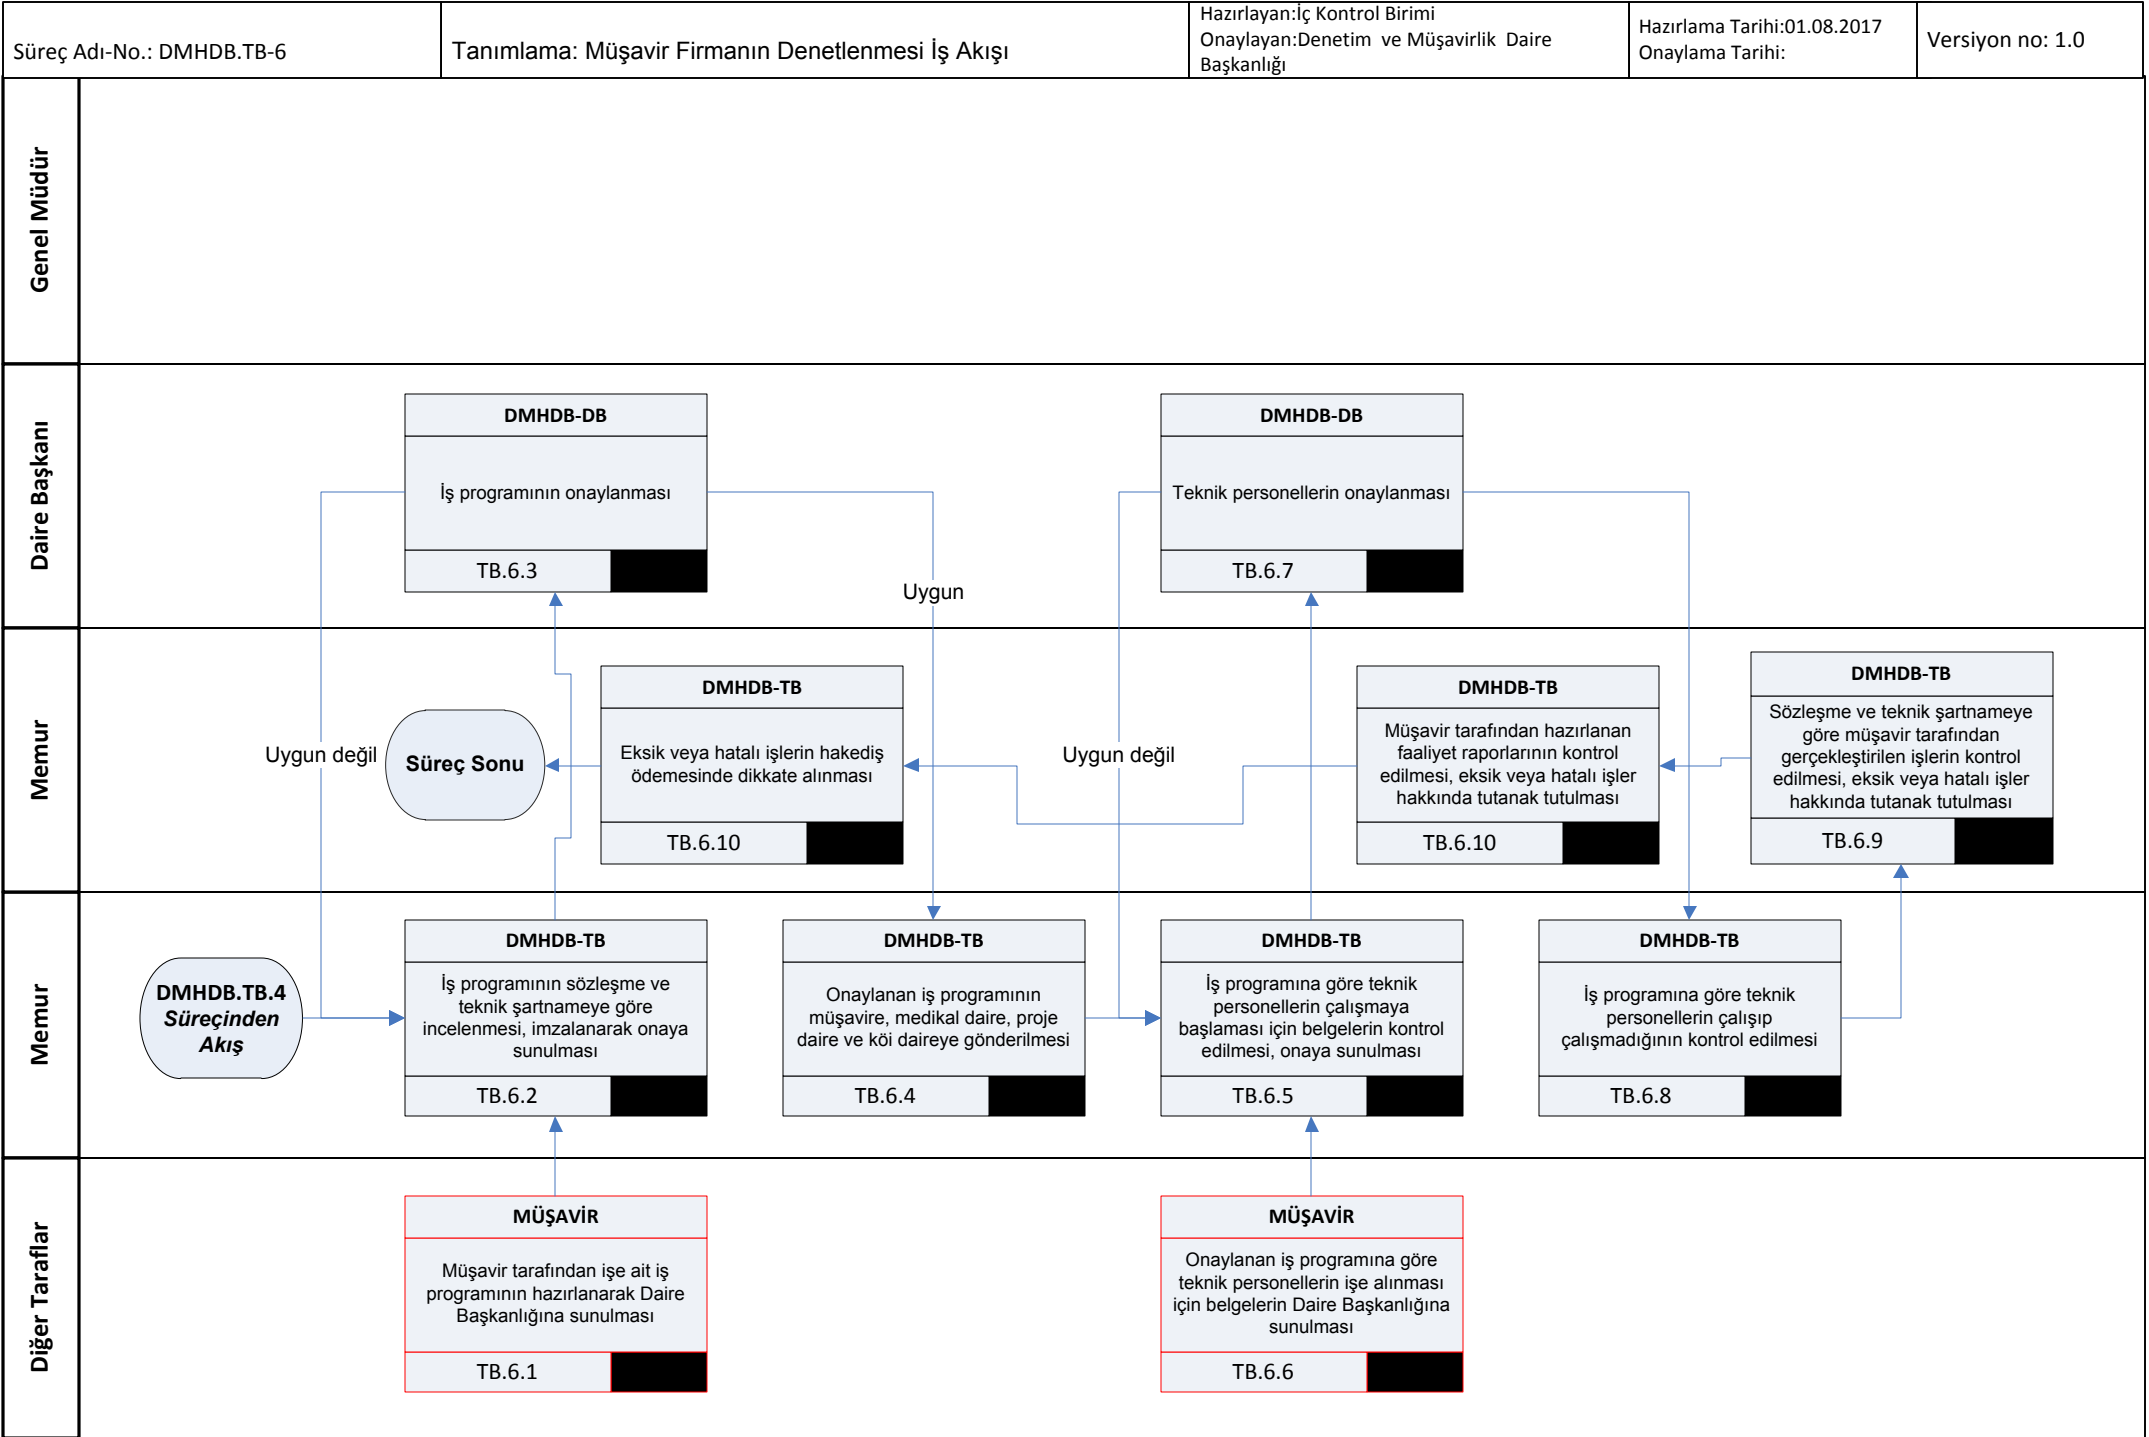 Süreç Adı-No.: DMHDB.TB-6
Tanımlama: Müşavir Firmanın Denetlenmesi İş Akışı
Hazırlayan:İç Kontrol Birimi
Onaylayan:Denetim ve Müşavirlik Daire
Başkanlığı
Hazırlama Tarihi:01.08.2017
Onaylama Tarihi:
Versiyon no: 1.0
Genel Müdür
Daire Başkanı
DMHDB-DB
İş programının onaylanması
TB.6.3
Uygun
DMHDB-DB
Teknik personellerin onaylanması
TB.6.7
Memur
Uygun değil
Süreç Sonu
DMHDB-TB
Eksik veya hatalı işlerin hakediş
ödemesinde dikkate alınması
TB.6.10
Uygun değil
DMHDB-TB
Müşavir tarafından hazırlanan
faaliyet raporlarının kontrol
edilmesi, eksik veya hatalı işler
hakkında tutanak tutulması
TB.6.10
DMHDB-TB
Sözleşme ve teknik şartnameye
göre müşavir tarafından
gerçekleştirilen işlerin kontrol
edilmesi, eksik veya hatalı işler
hakkında tutanak tutulması
TB.6.9
Memur
DMHDB.TB.4
Süreçinden
Akış
DMHDB-TB
İş programının sözleşme ve
teknik şartnameye göre
incelenmesi, imzalanarak onaya
sunulması
TB.6.2
DMHDB-TB
Onaylanan iş programının
müşavire, medikal daire, proje
daire ve köi daireye gönderilmesi
TB.6.4
DMHDB-TB
İş programına göre teknik
personellerin çalışmaya
başlaması için belgelerin kontrol
edilmesi, onaya sunulması
TB.6.5
DMHDB-TB
İş programına göre teknik
personellerin çalışıp
çalışmadığının kontrol edilmesi
TB.6.8
Diğer Taraflar
MÜŞAVİR
Müşavir tarafından işe ait iş
programının hazırlanarak Daire
Başkanlığına sunulması
TB.6.1
MÜŞAVİR
Onaylanan iş programına göre
teknik personellerin işe alınması
için belgelerin Daire Başkanlığına
sunulması
TB.6.6